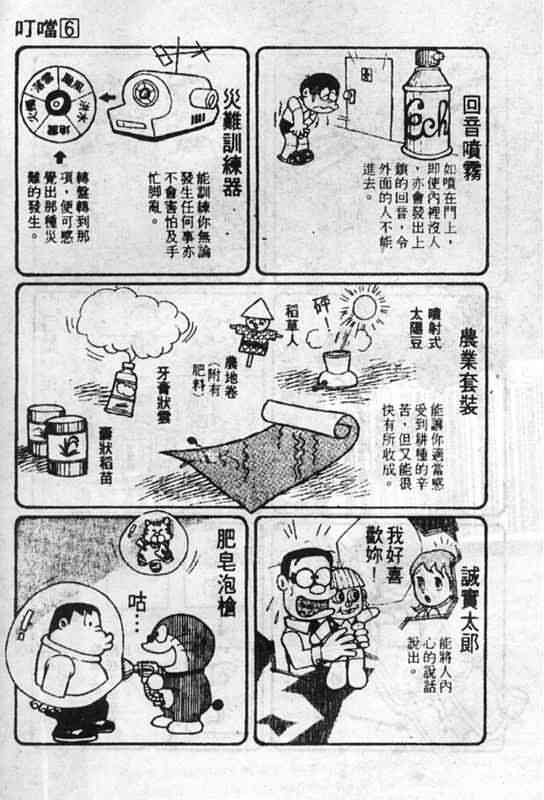 叮噹6
回音噴霧
如噴在門上，
即使內裡沒人
，亦會發出上
鎖的回音，令
外面的人不能
進去。
Ech
災難訓練器
能訓練你無論
發生任何事亦
不會害怕及手
忙脚亂。
颱風
洪水
地震
火燭
落雪
轉盤轉到那
項，便可感
覺出那種災
難的發生。
農業套裝
能讓你適當感
受到耕種的辛
苦，但又能很
快有所收成。
噴射式
太陽豆
砰！
稻草人
農地卷
（附有
肥料）
牙膏狀雲
罐狀稻苗
誠實太郎
能將人內
心的說話
說出。
我好喜
歡妳！
肥皂泡槍
咕…